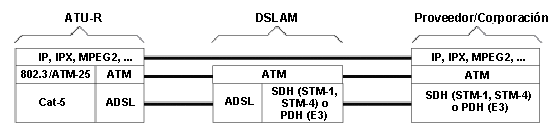 ATU-R
DSLAM
Proveedor/Corporación
IP, IPX, MPEG2, ...
IP, IPX, MPEG2, ...
802.3/ATM-25
ATM
ATM
ATM
Cat-5
ADSL
ADSL
SDH (STM-1,
STM-4) o
PDH (E3)
SDH (STM-1, STM-4)
o PDH (E3)